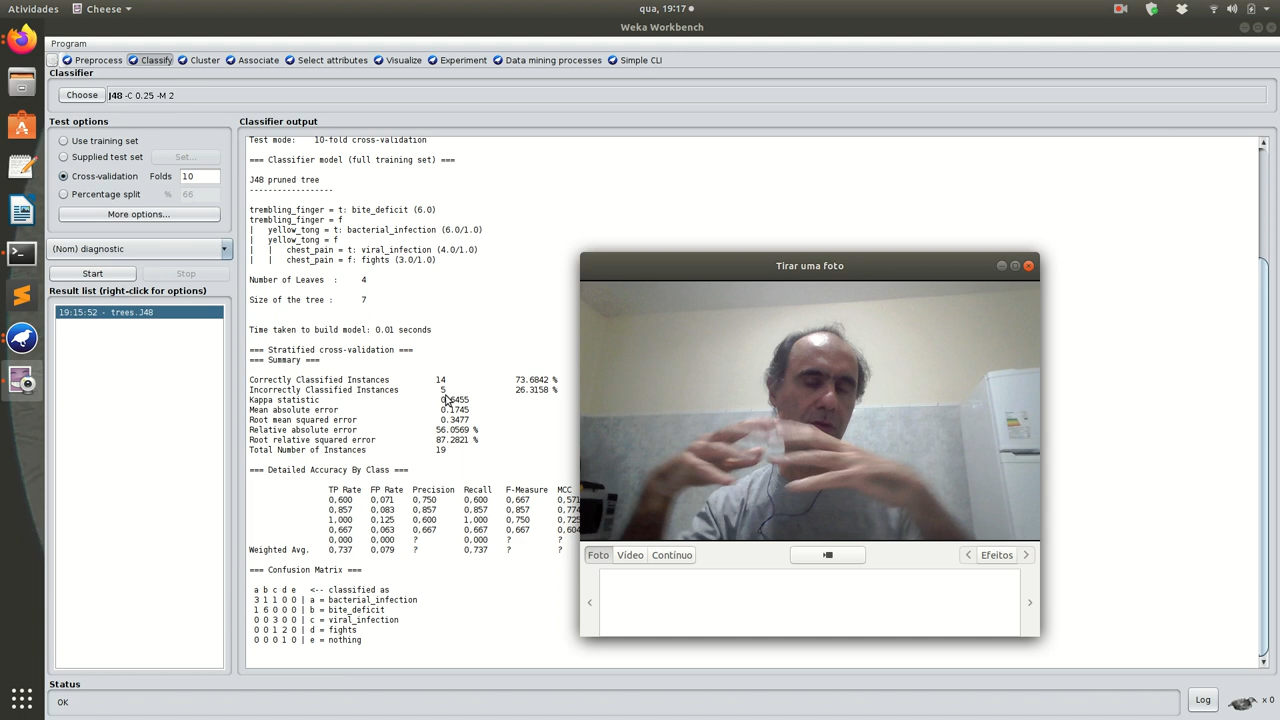 Atividades
Cheese
qua, 19:17
Weka Workbench
Program
Preprocess
Classify
Cluster
Associate
Select attributes
Visualize
Experiment
Data mining processes
Simple CLI
Classifier
Choose
J48 -C 0.25 -M 2
Test options
Use training set
Supplied test set
Set...
Cross-validation Folds 10
Percentage split % 66
More options...
(Nom) diagnostic
Start
Stop
Result list (right-click for options)
19:15:52 - trees.J48
Classifier output
Test mode: 10-fold cross-validation
=== Classifier model (full training set) ===
J48 pruned tree
------------------
trembling_finger = t: bite_deficit (6.0)
trembling_finger = f
| yellow_tong = t: bacterial_infection (6.0/1.0)
| yellow_tong = f
| | chest_pain = t: viral_infection (4.0/1.0)
| | chest_pain = f: fights (3.0/1.0)
Number of Leaves : 4
Size of the tree : 7
Time taken to build model: 0.01 seconds
=== Stratified cross-validation ===
=== Summary ===
Correctly Classified Instances 14 73.6842 %
Incorrectly Classified Instances 5 26.3158 %
Kappa statistic 0.6455
Mean absolute error 0.1745
Root mean squared error 0.3477
Relative absolute error 56.0569 %
Root relative squared error 87.2821 %
Total Number of Instances 19
=== Detailed Accuracy By Class ===
TP Rate FP Rate Precision Recall F-Measure MCC
0,600 0,071 0,750 0,600 0,667 0,571
0,857 0,083 0,857 0,857 0,857 0,774
1,000 0,125 0,600 1,000 0,750 0,725
0,667 0,063 0,667 0,667 0,667 0,604
0,000 0,000 ? 0,000 ? ?
Weighted Avg. 0,737 0,079 ? 0,737 ? ?
=== Confusion Matrix ===
a b c d e <-- classified as
3 1 1 0 0 | a = bacterial_infection
1 6 0 0 0 | b = bite_deficit
0 0 3 0 0 | c = viral_infection
0 0 1 2 0 | d = fights
0 0 0 1 0 | e = nothing
Tirar uma foto
Foto
Vídeo
Contínuo
Efeitos
Status
OK
Log
x 0